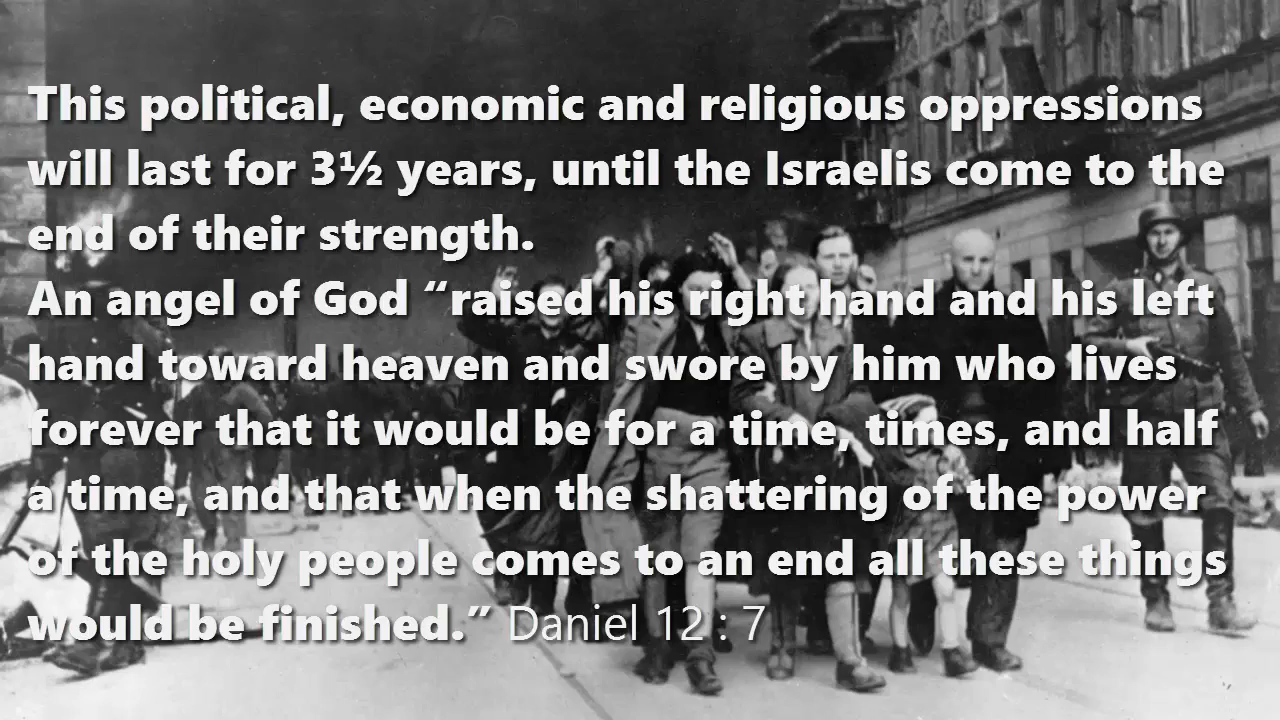 This political, economic and religious oppressions
will last for 3½ years, until the Israelis come to the
end of their strength.
An angel of God “raised his right hand and his left
hand toward heaven and swore by him who lives
forever that it would be for a time, times, and half
a time, and that when the shattering of the power
of the holy people comes to an end all these things
would be finished.” Daniel 12 : 7